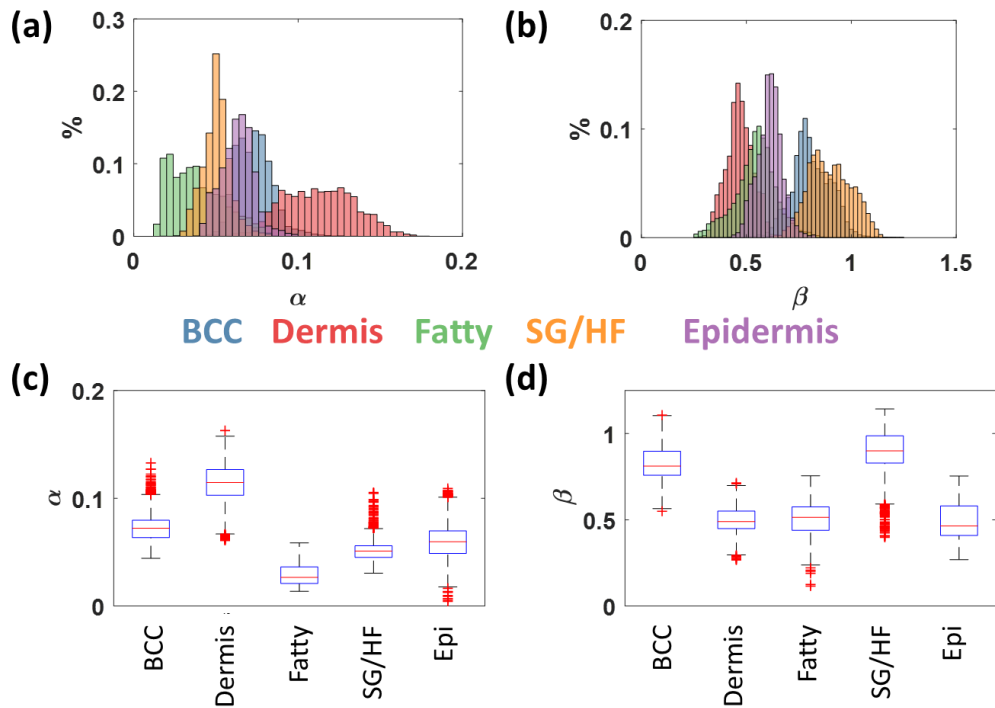 (a)
0.3
0.2
0.1
0
%
0 0.1 0.2
α
(b)
0.2
0.1
0
%
0 0.5 1 1.5
β
BCC Dermis Fatty SG/HF Epidermis
(c)
0.2
0.1
0
α
BCC
Dermis
Fatty
SG/HF
Epi
(d)
1
0.5
0
β
BCC
Dermis
Fatty
SG/HF
Epi